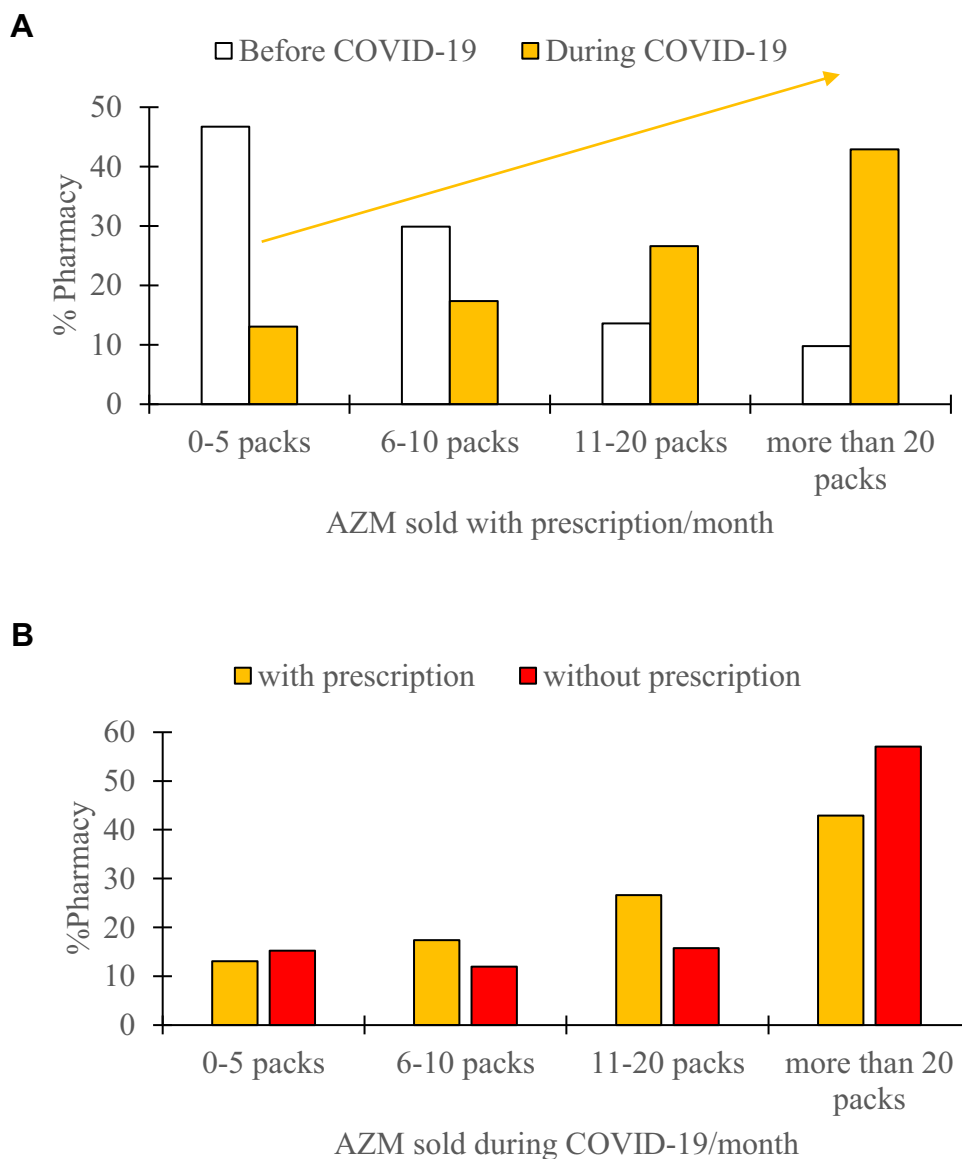 A
Before COVID-19 During COVID-19
50
40
30
20
10
0
% Pharmacy
0-5 packs 6-10 packs 11-20 packs more than 20
packs
AZM sold with prescription/month
B
with prescription without prescription
60
50
40
30
20
10
0
%Pharmacy
0-5 packs 6-10 packs 11-20 packs more than 20
packs
AZM sold during COVID-19/month